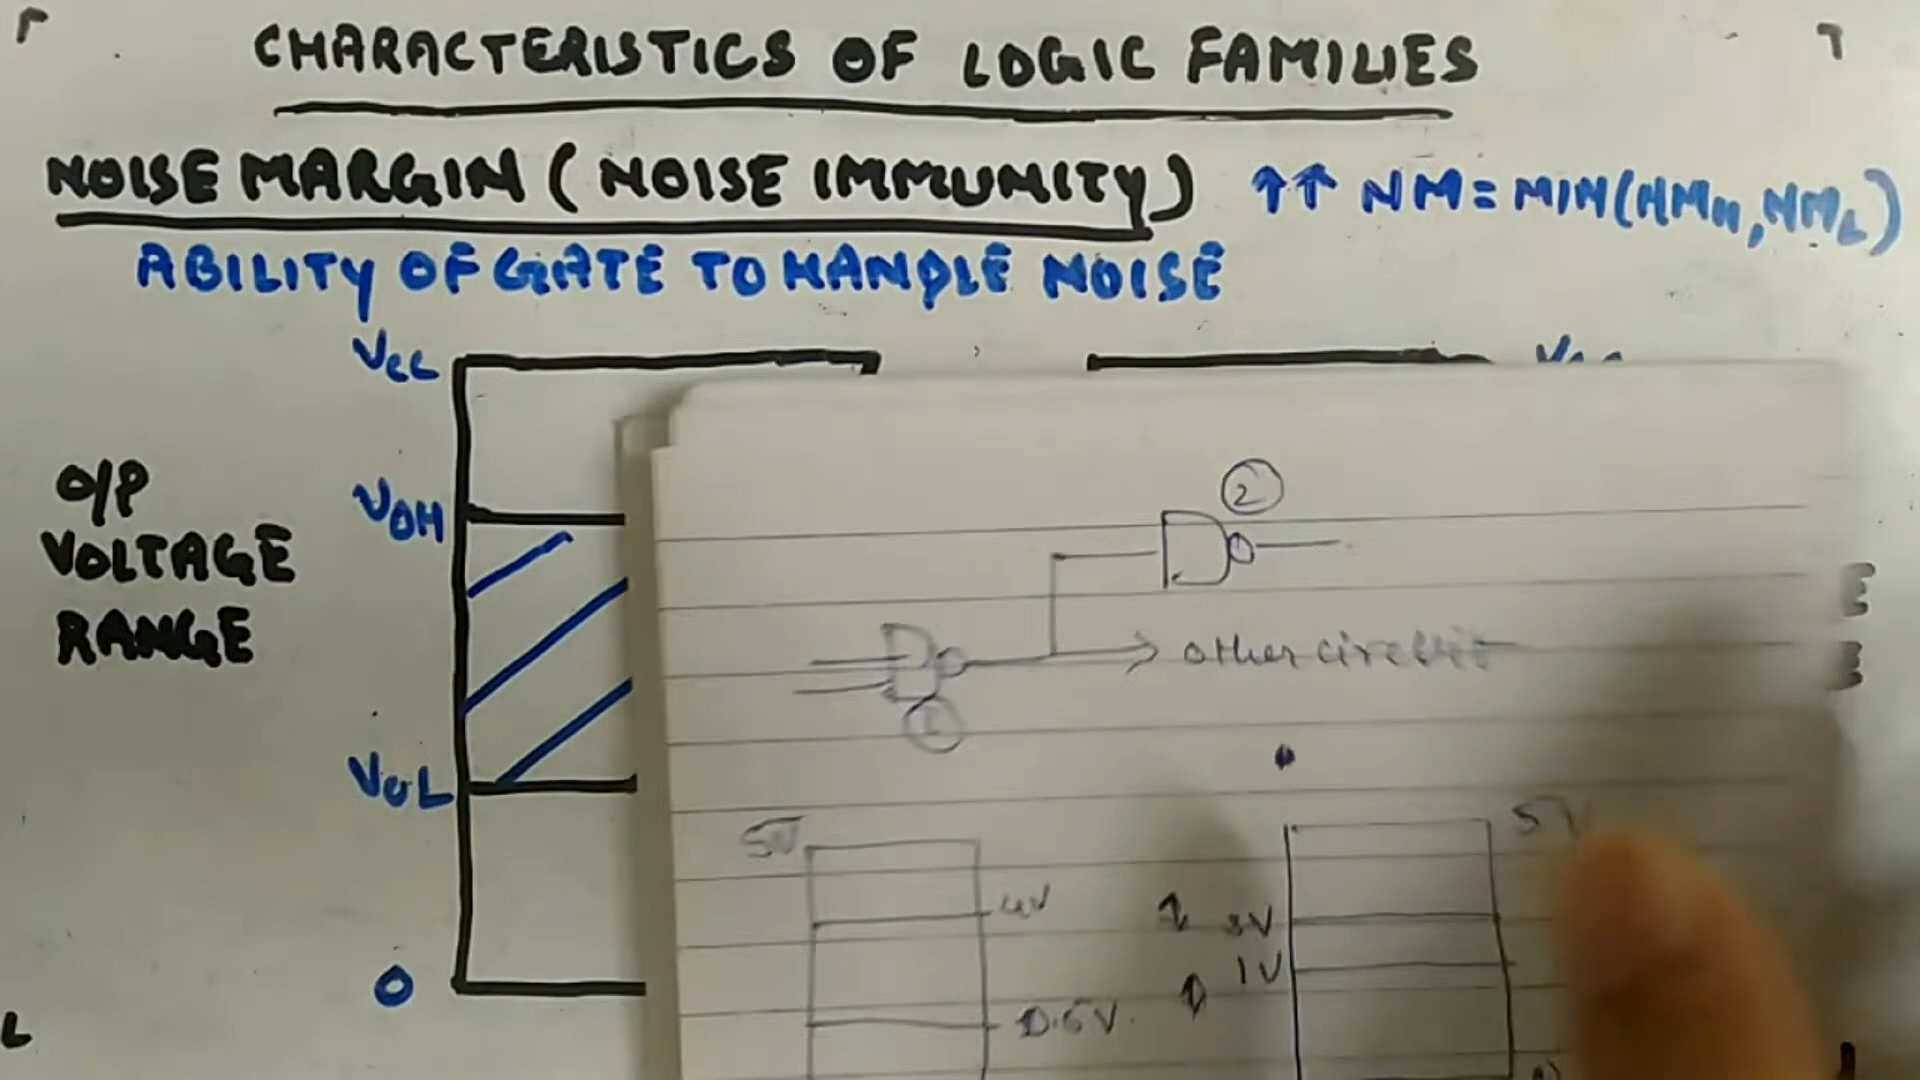 CHARACTERISTICS OF LOGIC FAMILIES
NOISE MARGIN (NOISE IMMUNITY) ↑↑ NM = MIN(NMH, NML)
ABILITY OF GATE TO HANDLE NOISE
VCC
O/P
VOLTAGE
RANGE
VOH
VOL
0
2
other circuit
1
5V
4V
0.5V
5V
3V
1V